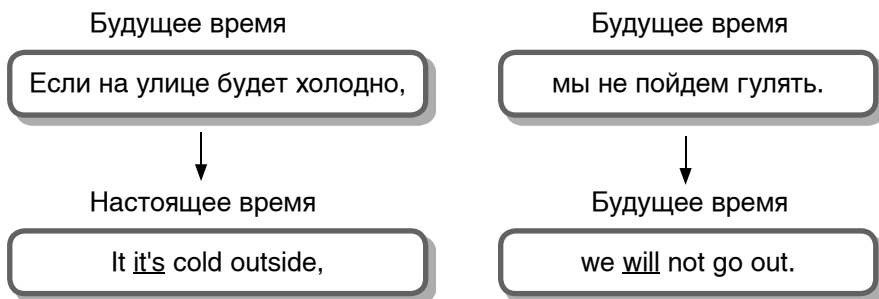 Будущее время
Будущее время
Если на улице будет холодно,
мы не пойдем гулять.
Настоящее время
Будущее время
It it's cold outside,
we will not go out.